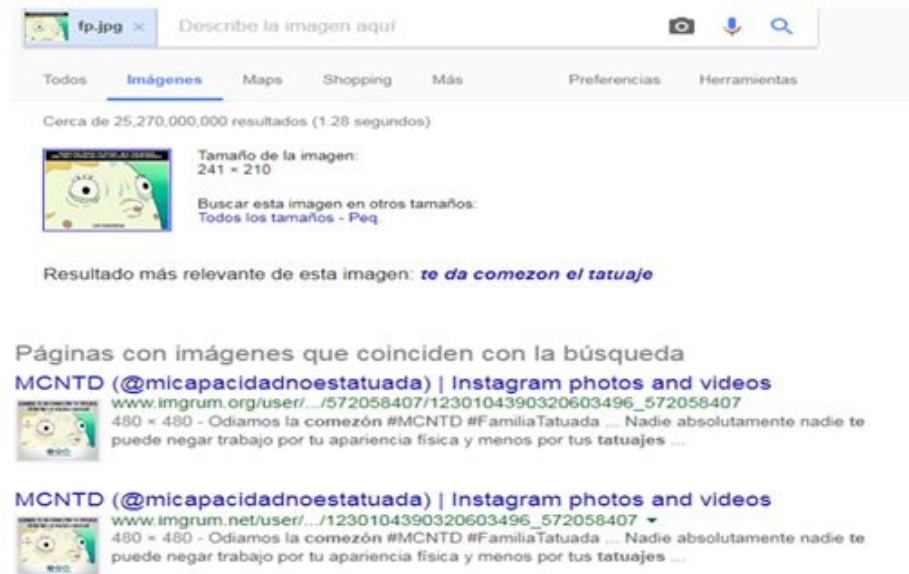 fp.jpg × Describe la imagen aquí
Todos Imágenes Maps Shopping Más Preferencias Herramientas
Cerca de 25,270,000,000 resultados (1.28 segundos)
Tamaño de la imagen:
241 × 210
Buscar esta imagen en otros tamaños:
Todos los tamaños - Peq.
Resultado más relevante de esta imagen: te da comezon el tatuaje
Páginas con imágenes que coinciden con la búsqueda
MCNTD (@micapacidadnoestatuada) | Instagram photos and videos
www.imgrum.org/user/.../572058407/1230104390320603496_572058407
480 × 480 - Odiamos la comezón #MCNTD #FamiliaTatuada ... Nadie absolutamente nadie te
puede negar trabajo por tu apariencia física y menos por tus tatuajes ...
MCNTD (@micapacidadnoestatuada) | Instagram photos and videos
www.imgrum.net/user/.../1230104390320603496_572058407
480 × 480 - Odiamos la comezón #MCNTD #FamiliaTatuada ... Nadie absolutamente nadie te
puede negar trabajo por tu apariencia física y menos por tus tatuajes ...